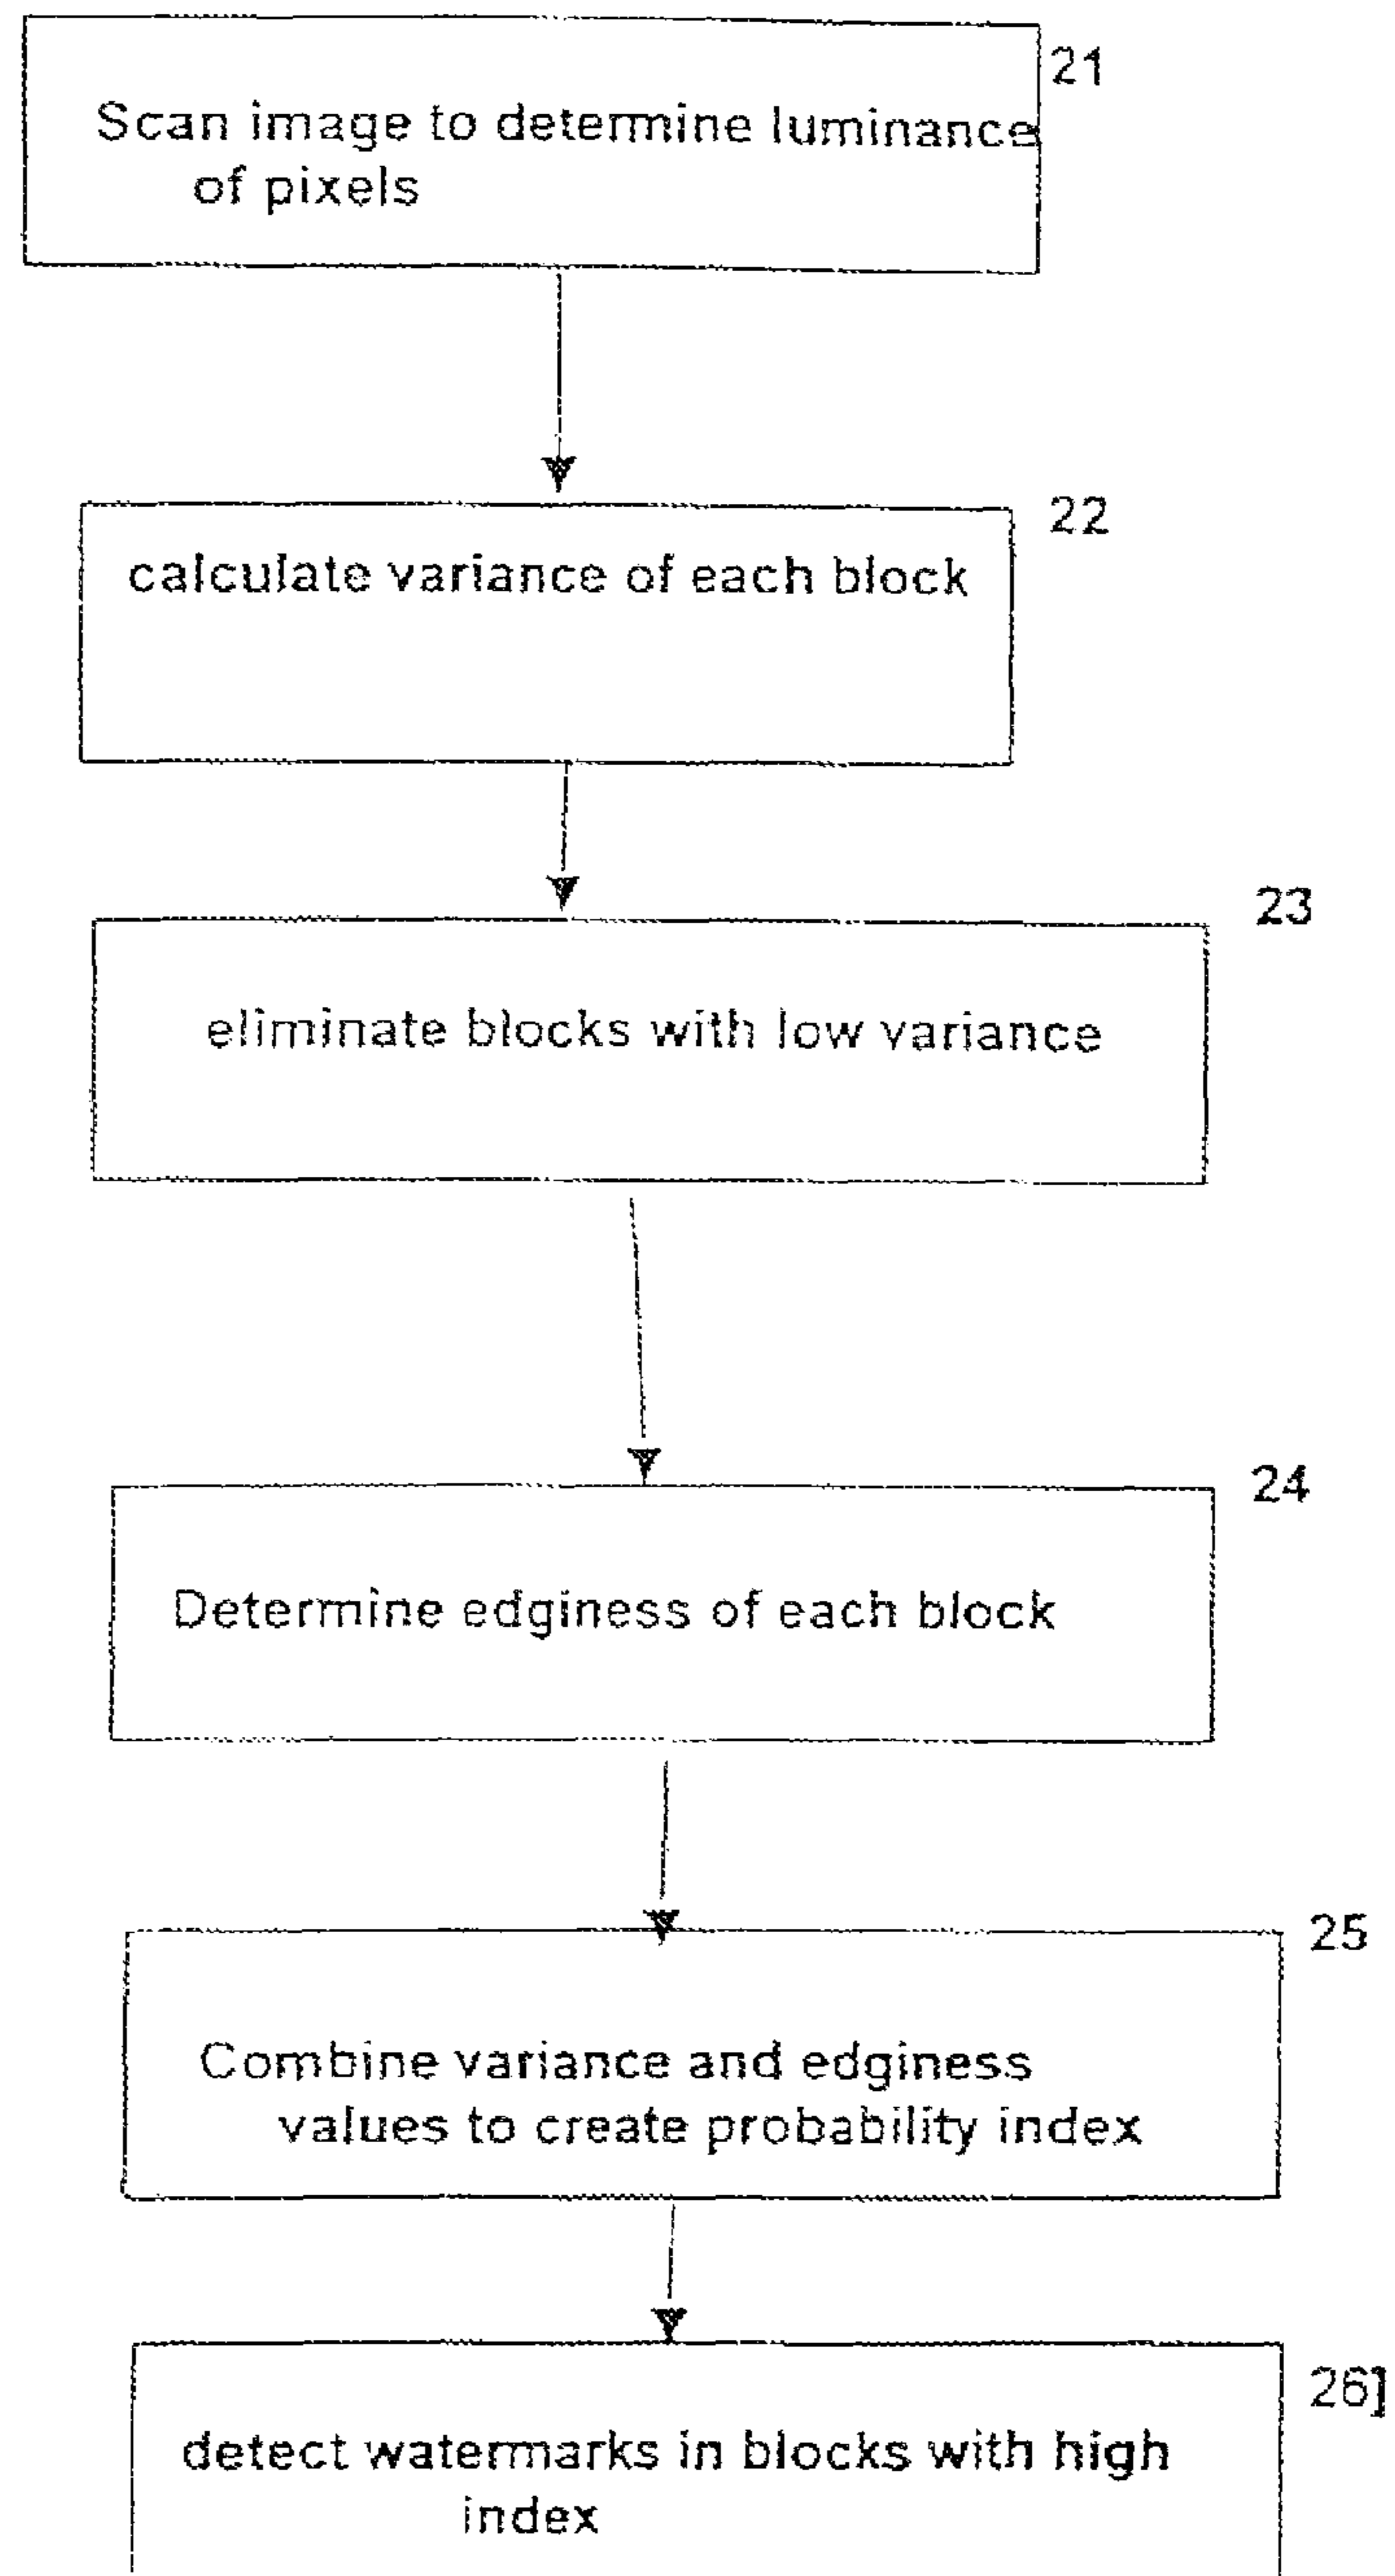 21
Scan image to determine luminance
of pixels
22
calculate variance of each block
23
eliminate blocks with low variance
24
Determine edginess of each block
25
Combine variance and edginess
values to create probability index
26]
detect watermarks in blocks with high
index